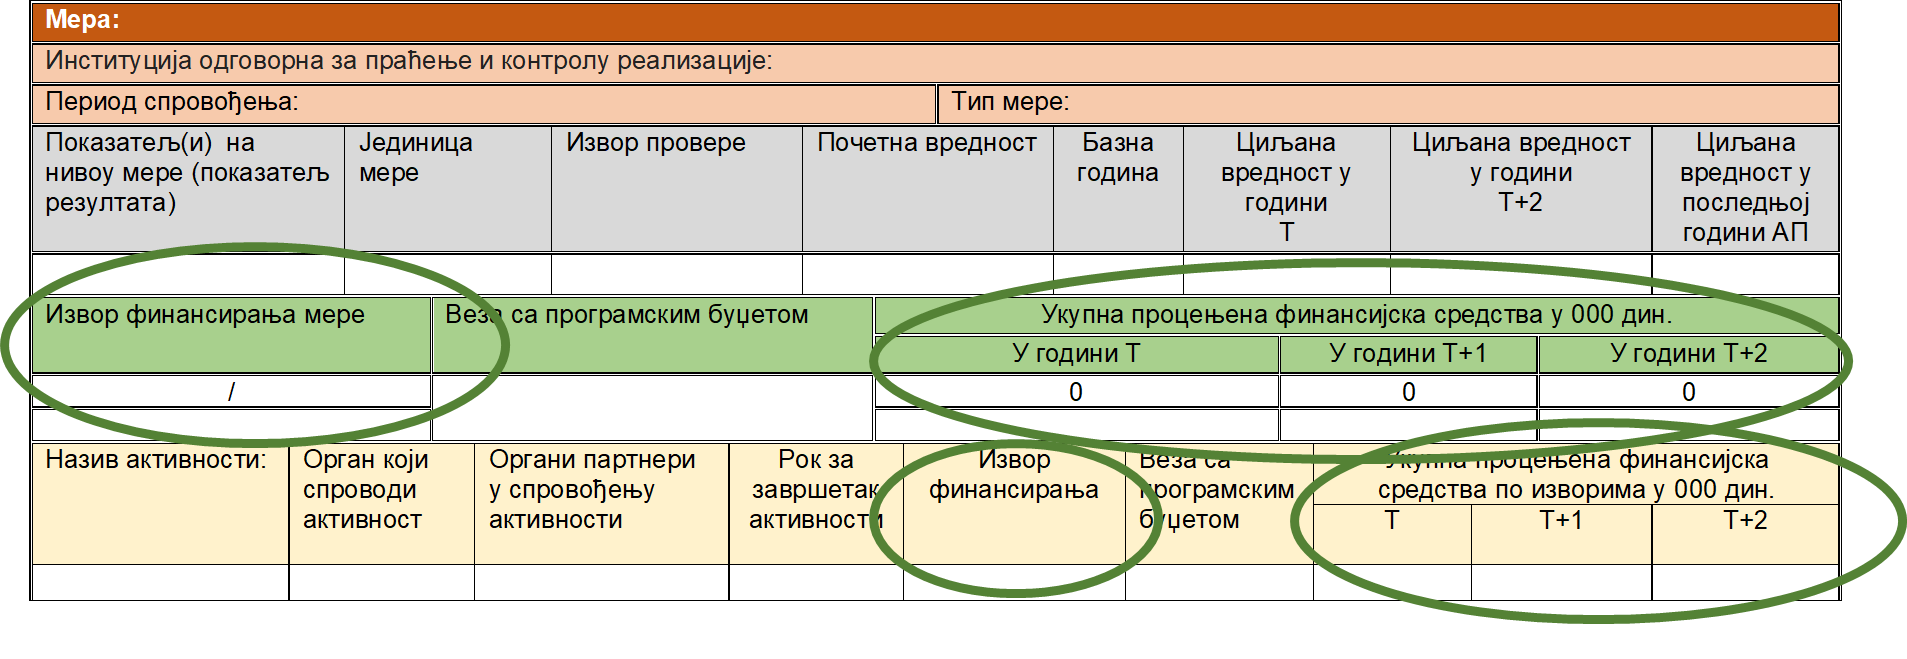 Мера:
Институција одговорна за праћење и контролу реализације:
Период спровођења:
Тип мере:
Показатељ(и) на
нивоу мере (показатељ
резултата)
Јединица
мере
Извор провере
Почетна вредност
Базна
година
Циљана
вредност у
години
Т
Циљана вредност
у години
Т+2
Циљана
вредност у
последњој
години АП
Извор финансирања мере
Веза са програмским буџетом
Укупна процењена финансијска средства у 000 дин.
У години Т
У години Т+1
У години Т+2
/
0
0
0
Назив активности:
Орган који
спроводи
активност
Органи партнери
у спровођењу
активности
Рок за
завршетак
активности
Извор
финансирања
Веза са
програмским
буџетом
Укупна процењена финансијска
средства по изворима у 000 дин.
Т
Т+1
Т+2